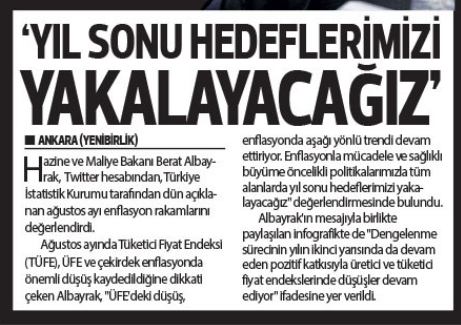 'YIL SONU HEDEFLERİMİZİ
YAKALAYACAĞIZ'
■ ANKARA (YENİBİRLİK)
Hazine ve Maliye Bakanı Berat Albay-
rak, Twitter hesabından, Türkiye
İstatistik Kurumu tarafından dün açıkla-
nan ağustos ayı enflasyon rakamlarını
değerlendirdi.
Ağustos ayında Tüketici Fiyat Endeksi
(TÜFE), ÜFE ve çekirdek enflasyonda
önemli düşüş kaydedildiğine dikkati
çeken Albayrak, "ÜFE'deki düşüş,
enflasyonda aşağı yönlü trendi devam
ettiriyor. Enflasyonla mücadele ve sağlıklı
büyüme öncelikli politikalarımızla tüm
alanlarda yıl sonu hedeflerimizi yaka-
layacağız" değerlendirmesinde bulundu.
Albayrak'ın mesajıyla birlikte
paylaşılan infografikte de "Dengelenme
sürecinin yılın ikinci yarısında da devam
eden pozitif katkısıyla üretici ve tüketici
fiyat endekslerinde düşüşler devam
ediyor" ifadesine yer verildi.